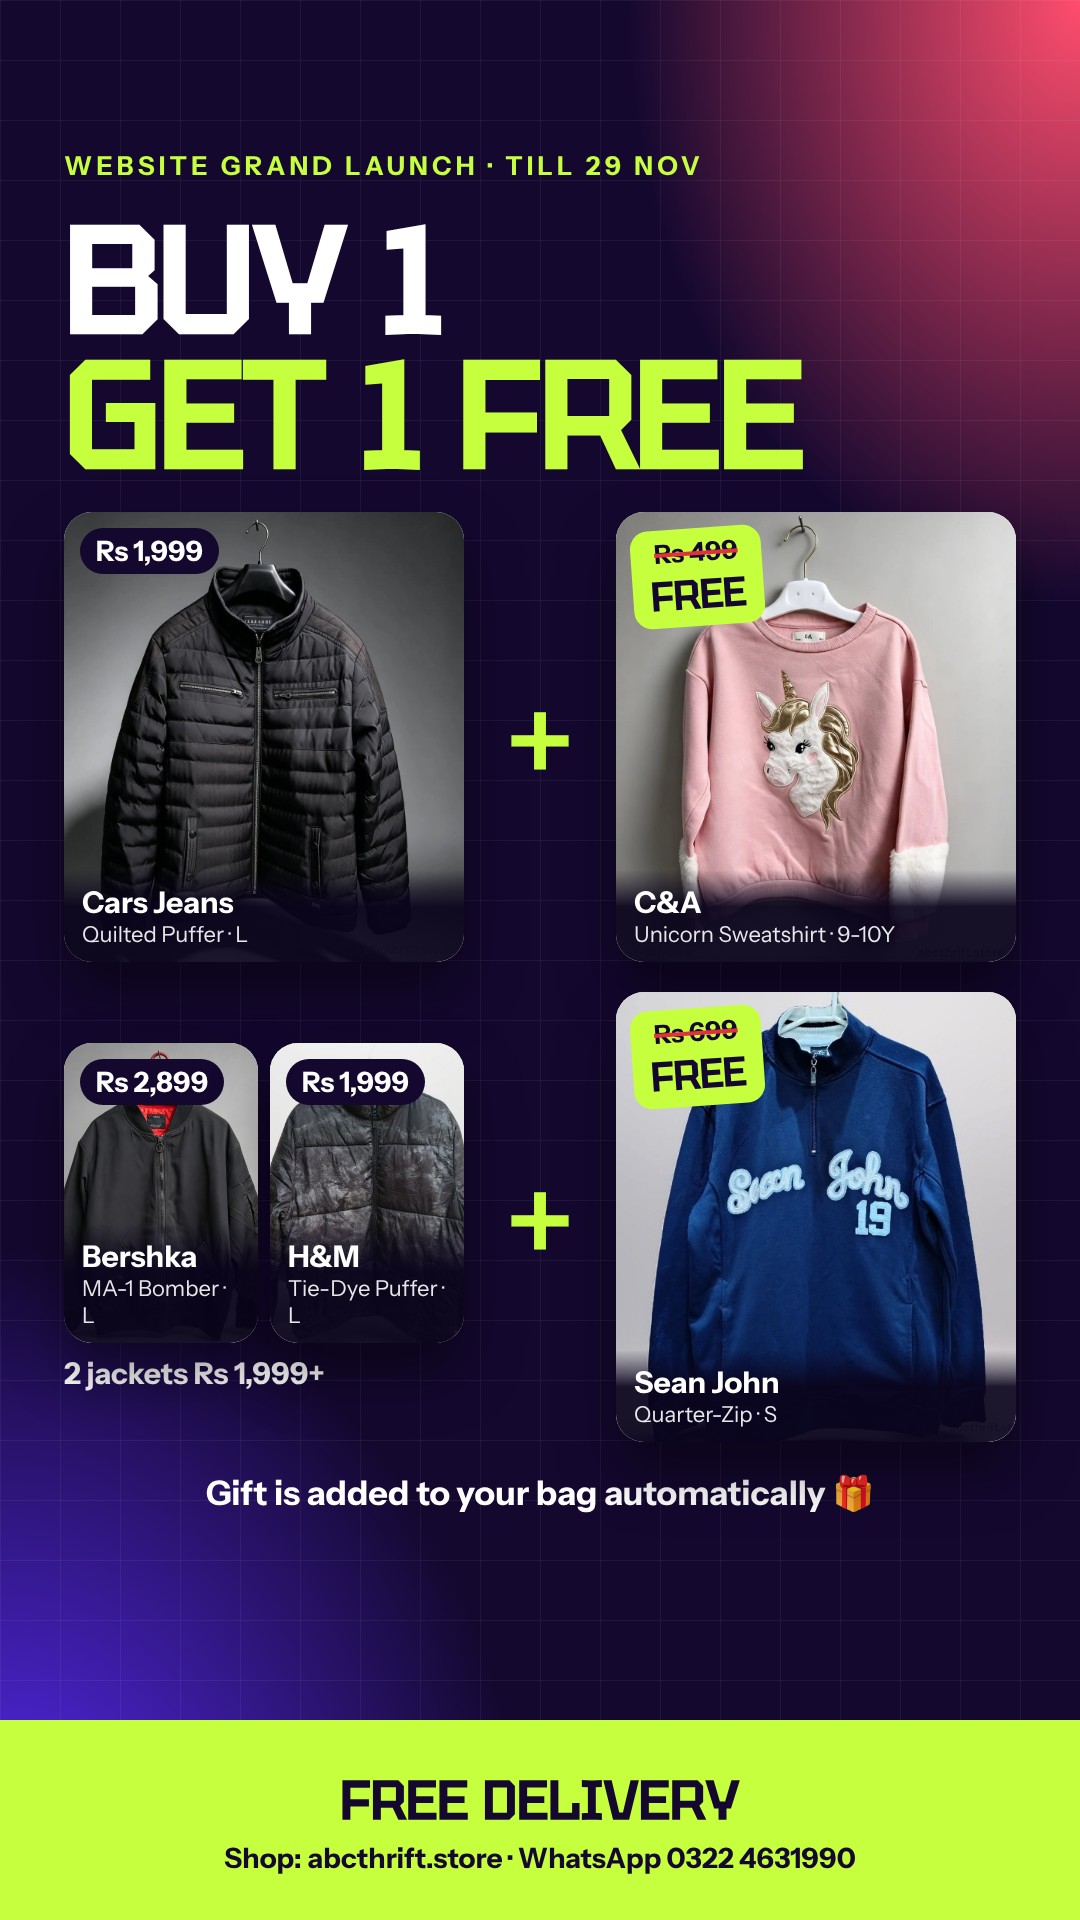 WEBSITE GRAND LAUNCH · TILL 29 NOV
BUY 1
GET 1 FREE
Rs 1,999
Cars Jeans
Quilted Puffer · L
+
Rs 499
FREE
C&A
Unicorn Sweatshirt · 9-10Y
Rs 2,899
Bershka
MA-1 Bomber ·
L
Rs 1,999
H&M
Tie-Dye Puffer ·
L
2 jackets Rs 1,999+
+
Rs 699
FREE
Sean John
19
Sean John
Quarter-Zip · S
Gift is added to your bag automatically 🎁
FREE DELIVERY
Shop: abcthrift.store · WhatsApp 0322 4631990